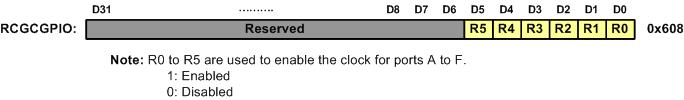 D31 ………. D8 D7 D6 D5 D4 D3 D2 D1 D0
RCGCGPIO: Reserved R5 R4 R3 R2 R1 R0 0x608
Note: R0 to R5 are used to enable the clock for ports A to F.
1: Enabled
0: Disabled